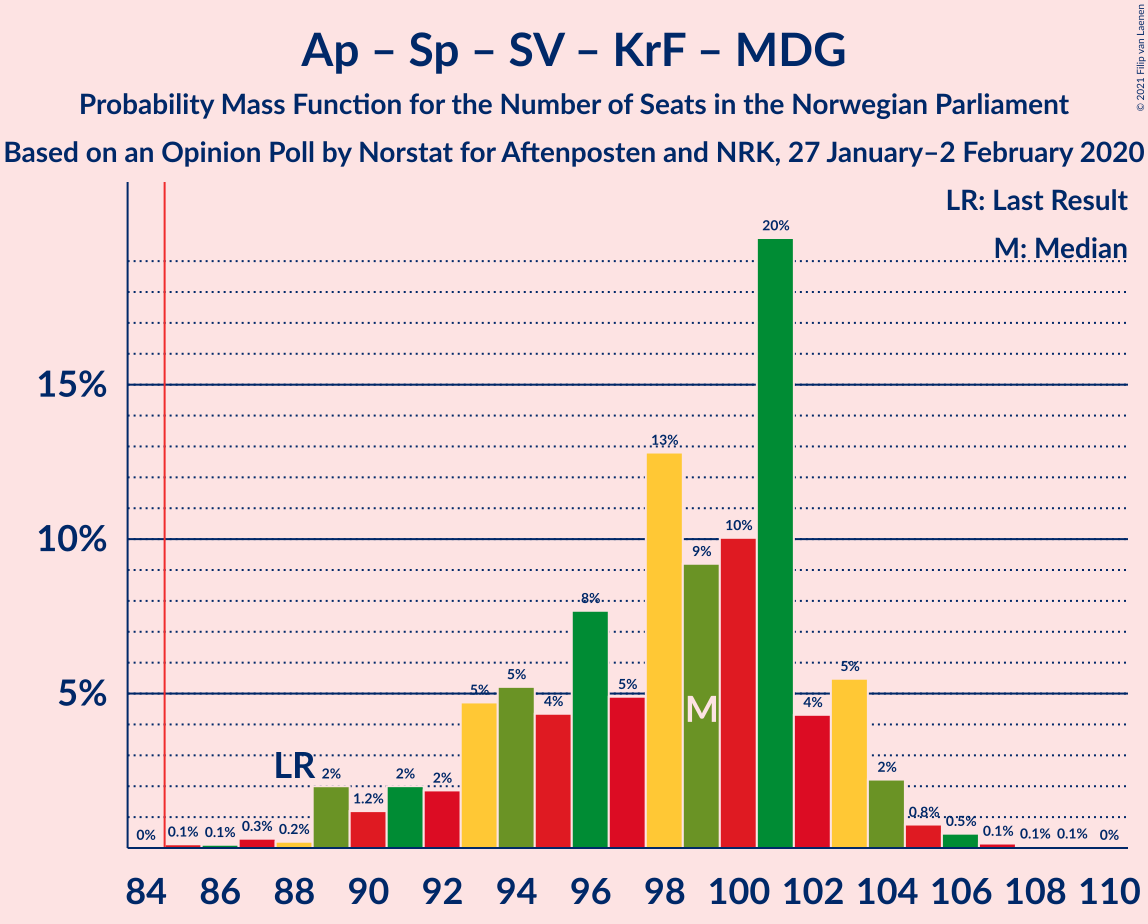 Ap – Sp – SV – KrF – MDG
Probability Mass Function for the Number of Seats in the Norwegian Parliament
Based on an Opinion Poll by Norstat for Aftenposten and NRK, 27 January–2 February 2020
© 2021 Filip van Laenen
LR: Last Result
M: Median
15%
10%
5%
0% 0.1% 0.1% 0.3% 0.2% 2% 1.2% 2% 2% 5% 5% 4% 8% 5% 13% 9% 10% 20% 4% 5% 2% 0.8% 0.5% 0.1% 0.1% 0.1% 0%
LR
M
84 86 88 90 92 94 96 98 100 102 104 106 108 110